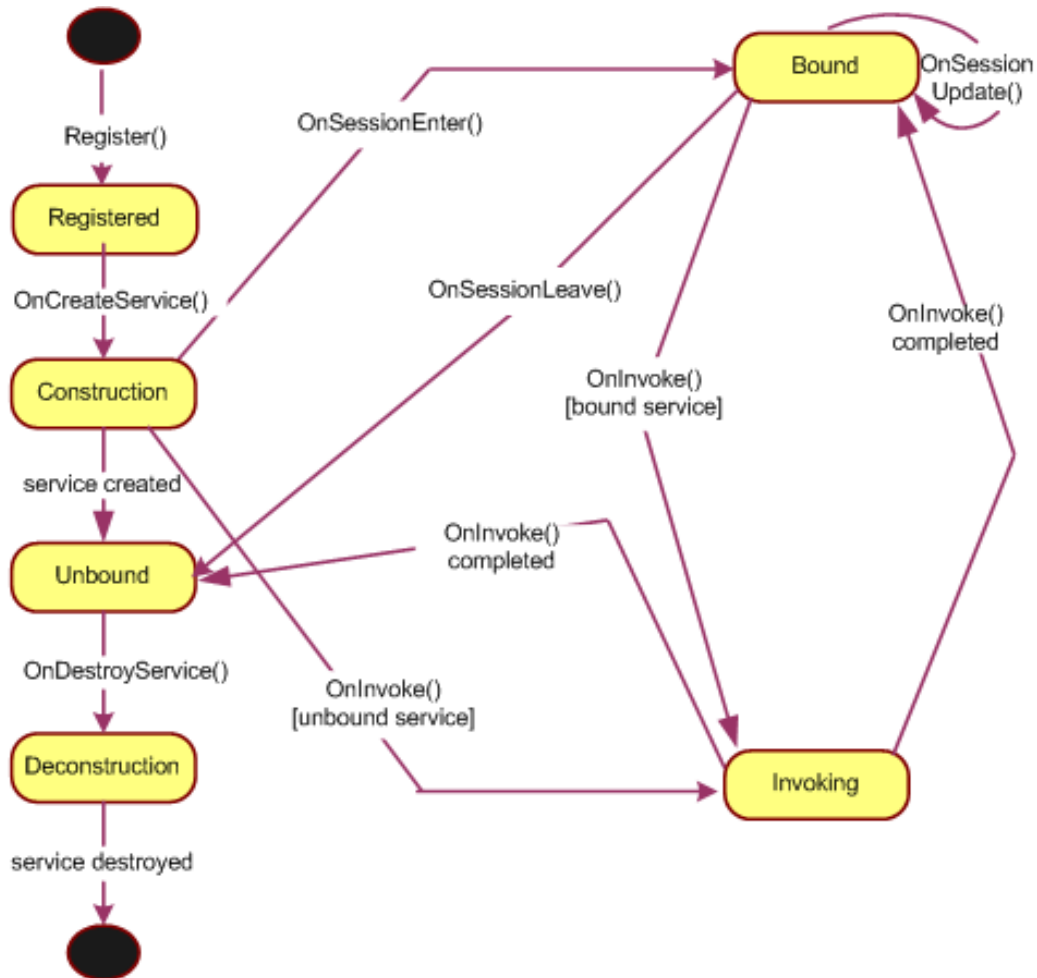 Bound
OnSession
Update()
OnSessionEnter()
Register()
Registered
OnCreateService()
OnSessionLeave()
OnInvoke()
completed
Construction
OnInvoke()
[bound service]
service created
OnInvoke()
completed
Unbound
OnDestroyService()
OnInvoke()
[unbound service]
Deconstruction
Invoking
service destroyed